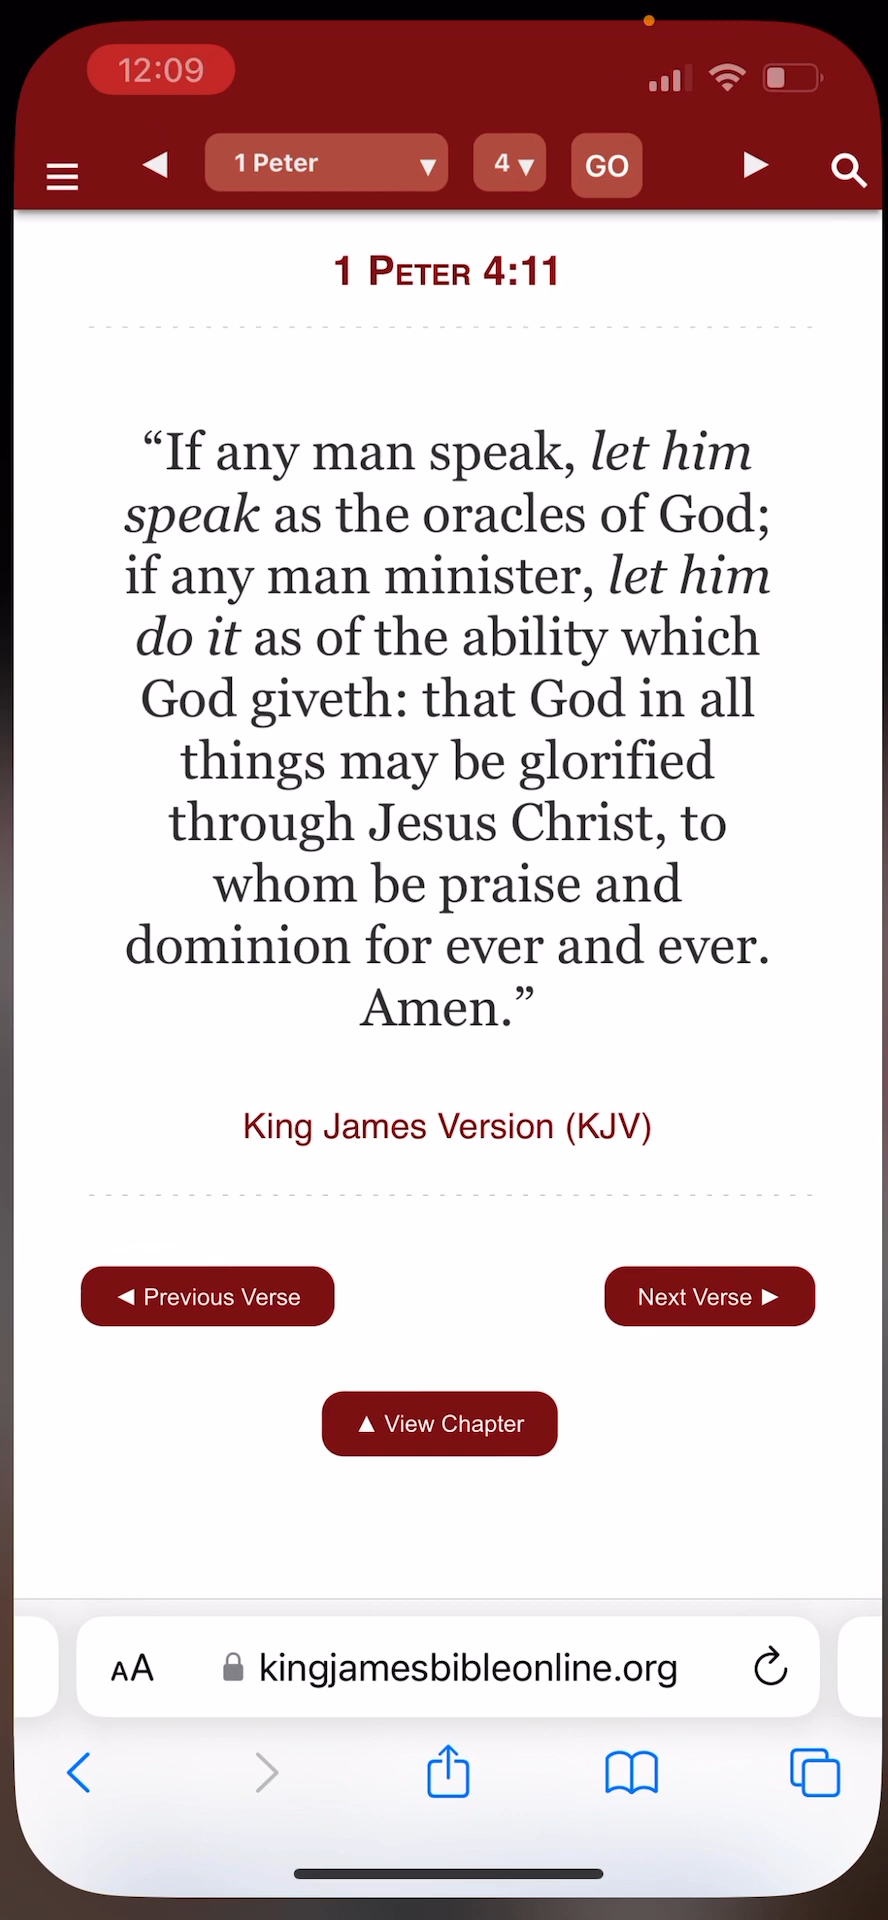 12:09
1 Peter
4
GO
1 Peter 4:11
“If any man speak, let him
speak as the oracles of God;
if any man minister, let him
do it as of the ability which
God giveth: that God in all
things may be glorified
through Jesus Christ, to
whom be praise and
dominion for ever and ever.
Amen.”
King James Version (KJV)
◄ Previous Verse
Next Verse ►
▲ View Chapter
AA kingjamesbibleonline.org